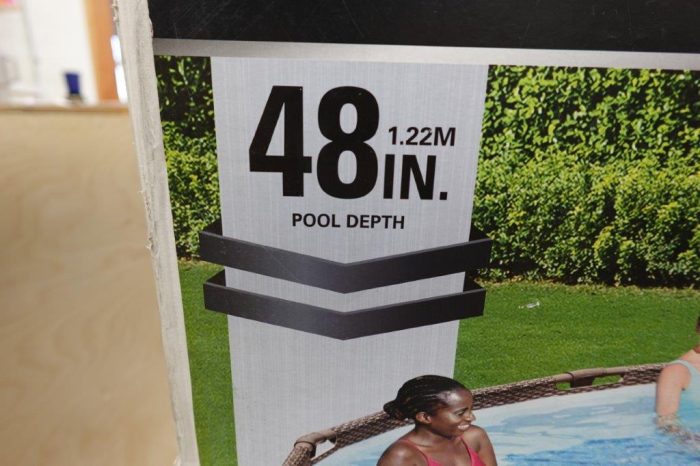 48 1.22M
IN.
POOL DEPTH